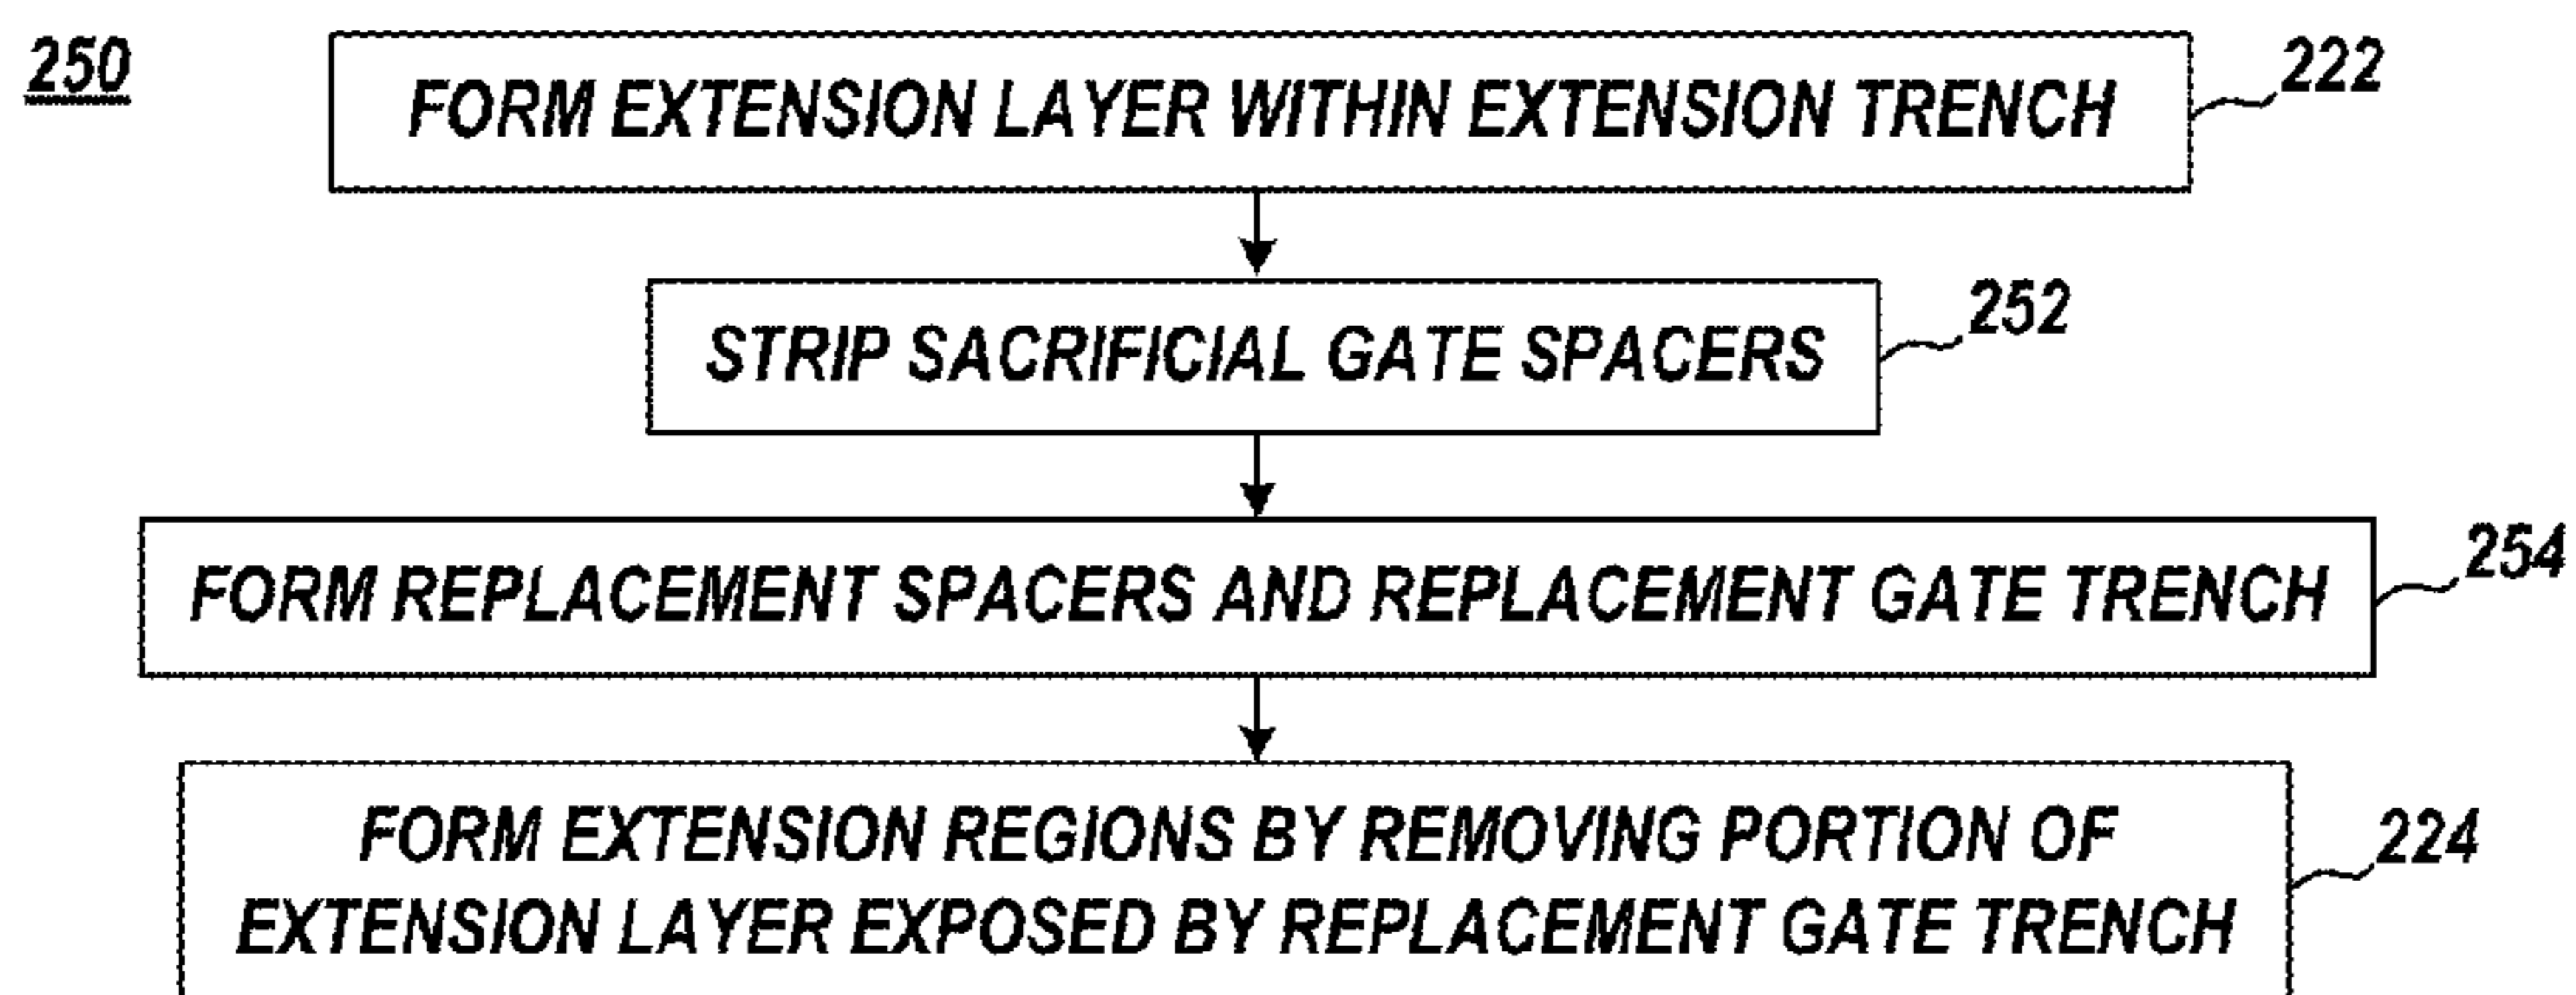 250
FORM EXTENSION LAYER WITHIN EXTENSION TRENCH
222
STRIP SACRIFICIAL GATE SPACERS
252
FORM REPLACEMENT SPACERS AND REPLACEMENT GATE TRENCH
254
FORM EXTENSION REGIONS BY REMOVING PORTION OF
EXTENSION LAYER EXPOSED BY REPLACEMENT GATE TRENCH
224